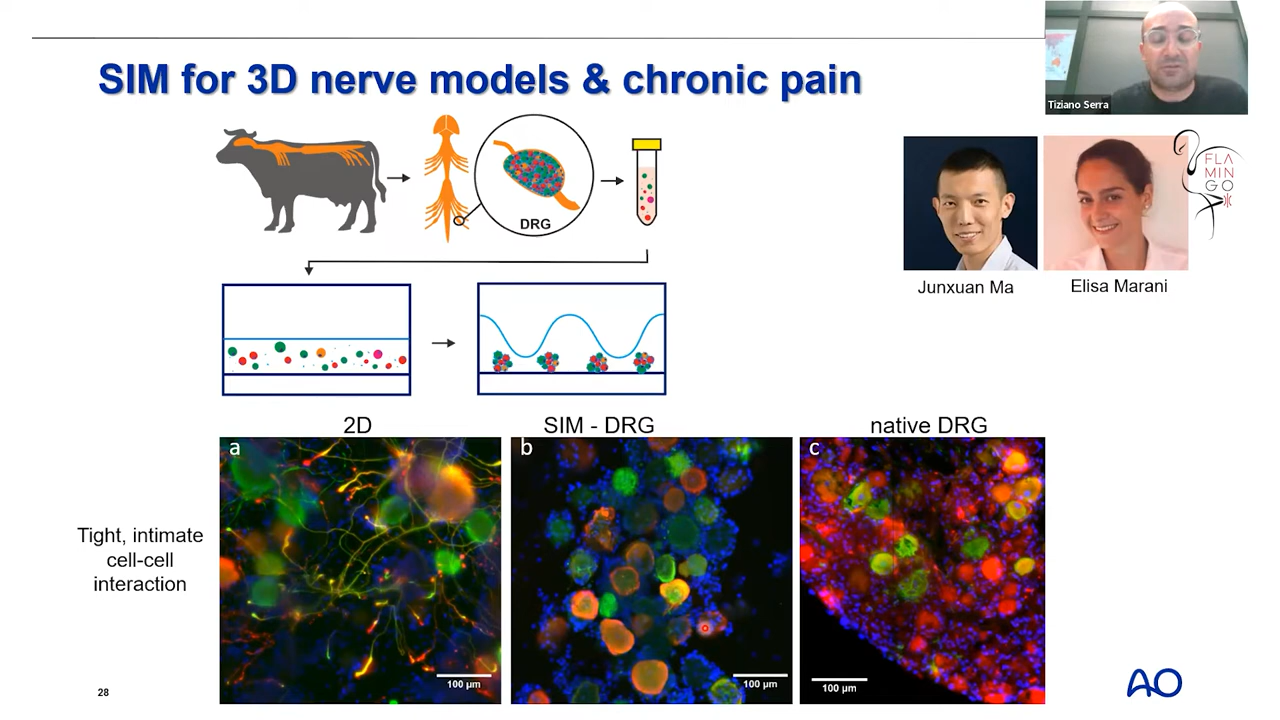 SIM for 3D nerve models & chronic pain
Tiziano Serra
DRG
FLA
MIN
GO
Junxuan Ma
Elisa Marani
2D
SIM - DRG
native DRG
a
b
c
Tight, intimate
cell-cell
interaction
100 µm
100 µm
100 µm
28
AO